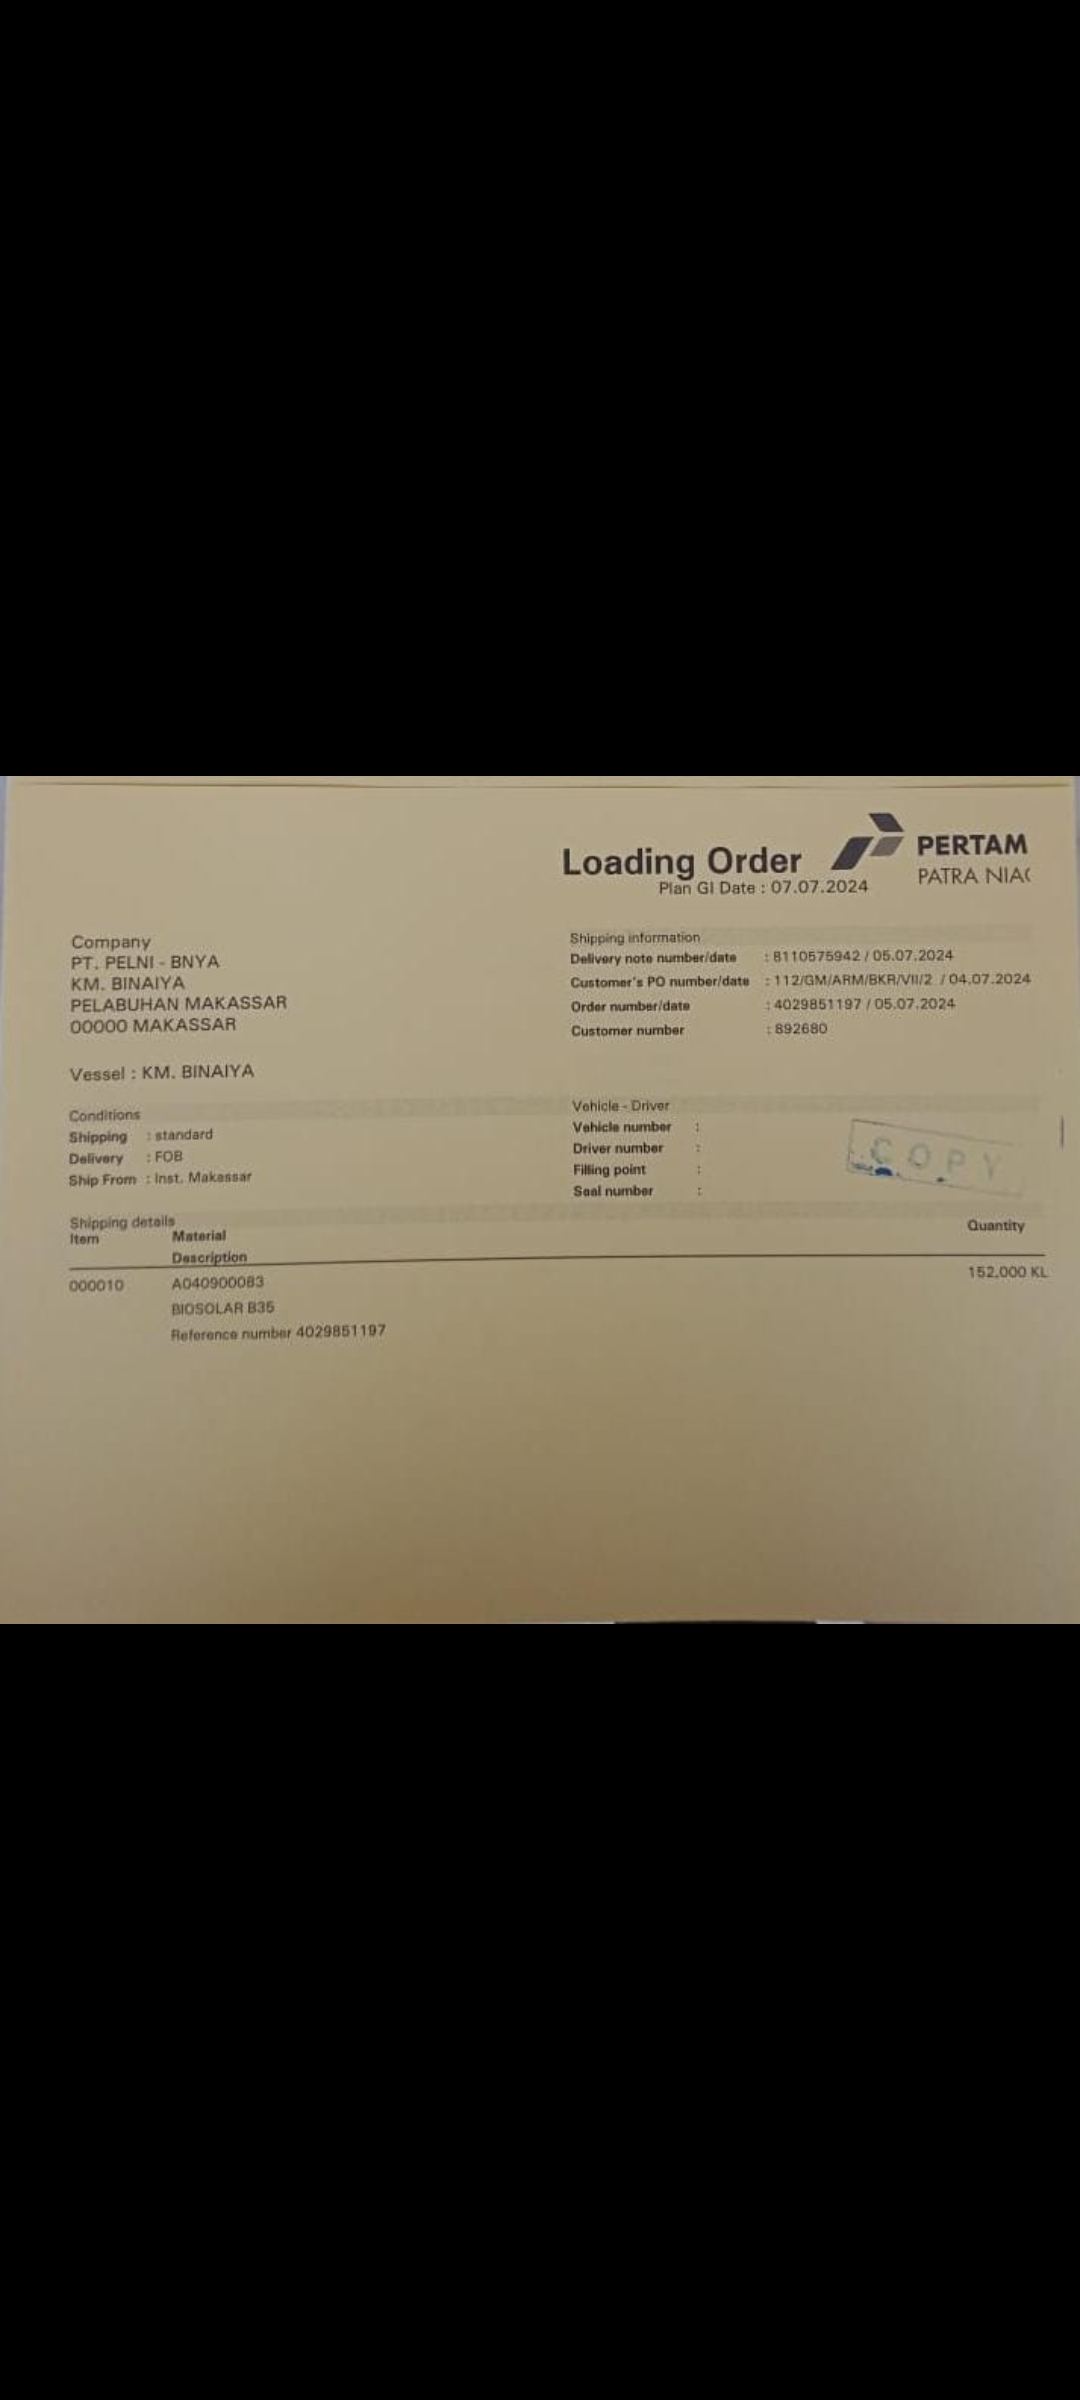 Loading Order
PERTAM
PATRA NIA
Plan GI Date : 07.07.2024
Company
PT. PELNI - BNYA
KM. BINAIYA
PELABUHAN MAKASSAR
00000 MAKASSAR
Vessel : KM. BINAIYA
Shipping information
Delivery note number/date : 8110575942 / 05.07.2024
Customer's PO number/date : 112/GM/ARM/BKR/VII/2 / 04.07.2024
Order number/date : 4029851197 / 05.07.2024
Customer number : 892680
Conditions
Shipping : standard
Delivery : FOB
Ship From : Inst. Makassar
Vehicle - Driver
Vehicle number :
Driver number :
Filling point :
Seal number :
COPY
Shipping details
Item Material Quantity
Description
000010 A040900083 152,000 KL
BIOSOLAR B35
Reference number 4029851197